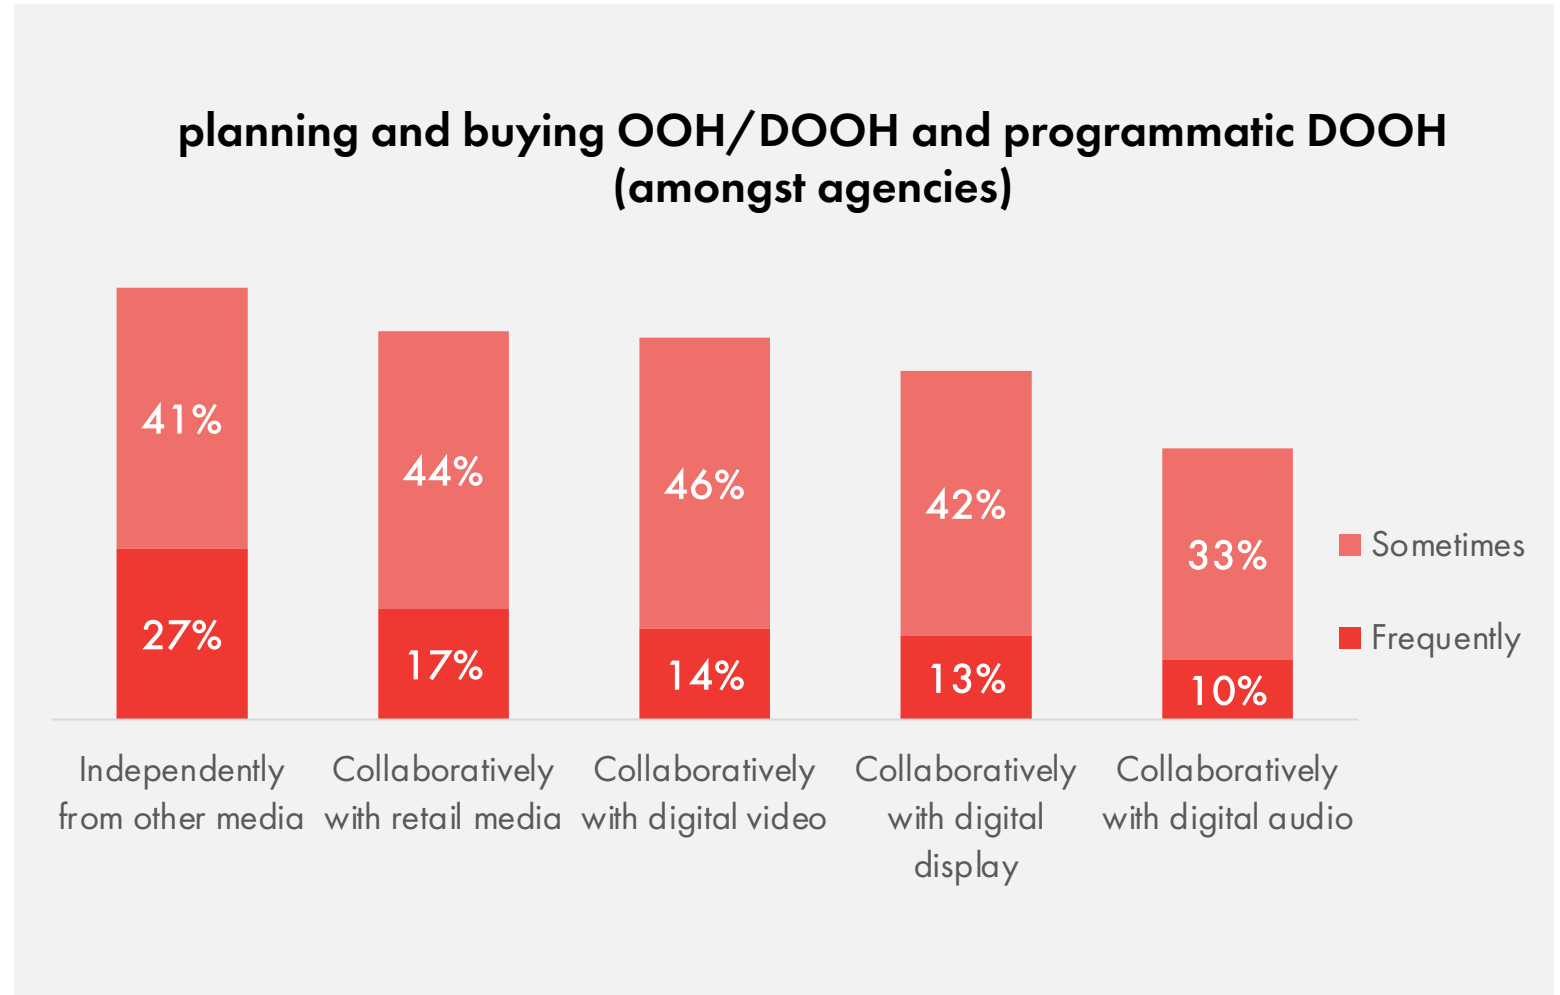 planning and buying OOH/DOOH and programmatic DOOH
(amongst agencies)
41%
44%
46%
42%
33%
27%
17%
14%
13%
10%
Sometimes
Frequently
Independently
from other media
Collaboratively
with retail media
Collaboratively
with digital video
Collaboratively
with digital
display
Collaboratively
with digital audio